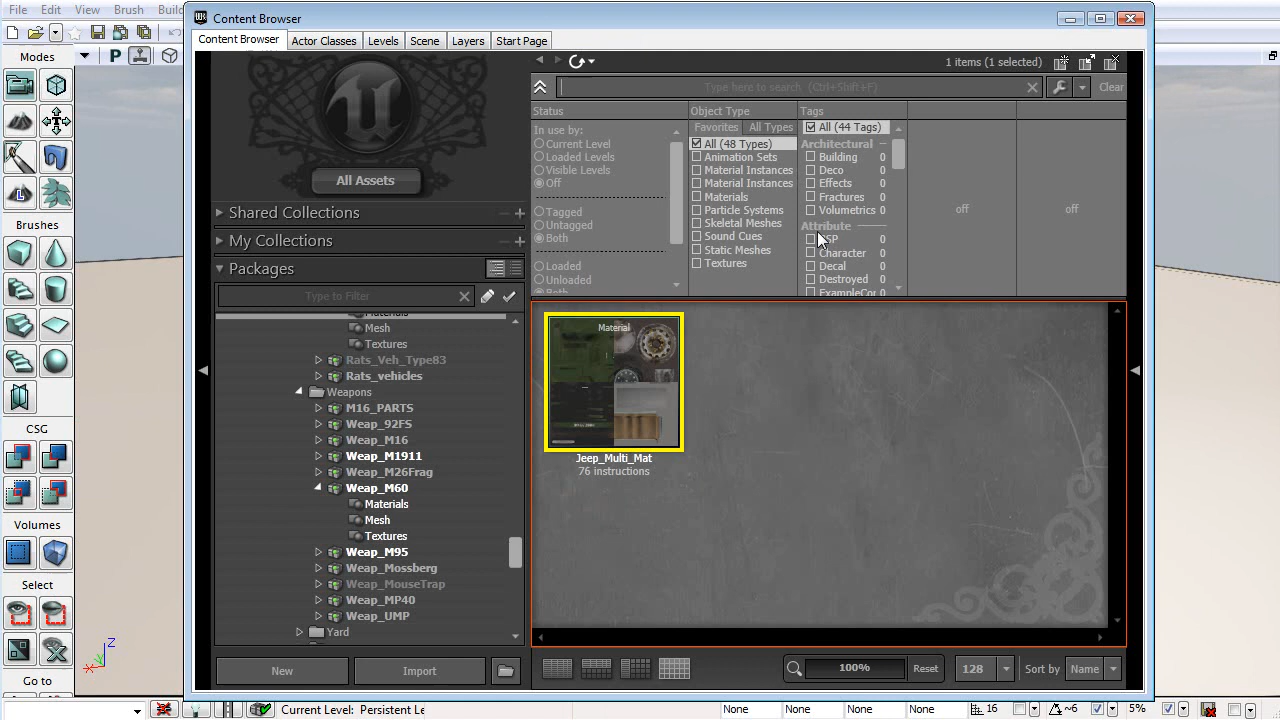 File Edit View Brush Build
Content Browser
Content Browser Actor Classes Levels Scene Layers Start Page
Modes
1 items (1 selected)
Type here to search (Ctrl+Shift+F)
Clear
Status Object Type Tags
In use by: Favorites All Types All (44 Tags)
Current Level All (48 Types) Architectural
Loaded Levels Animation Sets Building 0
Visible Levels Material Instances Deco 0
Off Material Instances Effects 0
Materials Fractures 0
Tagged Particle Systems Volumetrics 0 off off
Untagged Skeletal Meshes Attribute
Both Sound Cues 0
Static Meshes Character 0
Loaded Textures Decal 0
Unloaded Destroyed 0
Both ExampleCor 0
All Assets
Shared Collections
My Collections
Packages
Type to Filter
Materials
Mesh
Textures
Rats_Veh_Type83
Rats_vehicles
Weapons
M16_PARTS
Weap_92FS
Weap_M16
Weap_M1911
Weap_M26Frag
Weap_M60
Materials
Mesh
Textures
Weap_M95
Weap_Mossberg
Weap_MouseTrap
Weap_MP40
Weap_UMP
Yard
Material
Jeep_Multi_Mat
76 instructions
Brushes
CSG
Volumes
Select
Go to
New Import
100% Reset 128 Sort by Name
Z
X
Current Level: Persistent Le
None None None None 16 ~6 5%